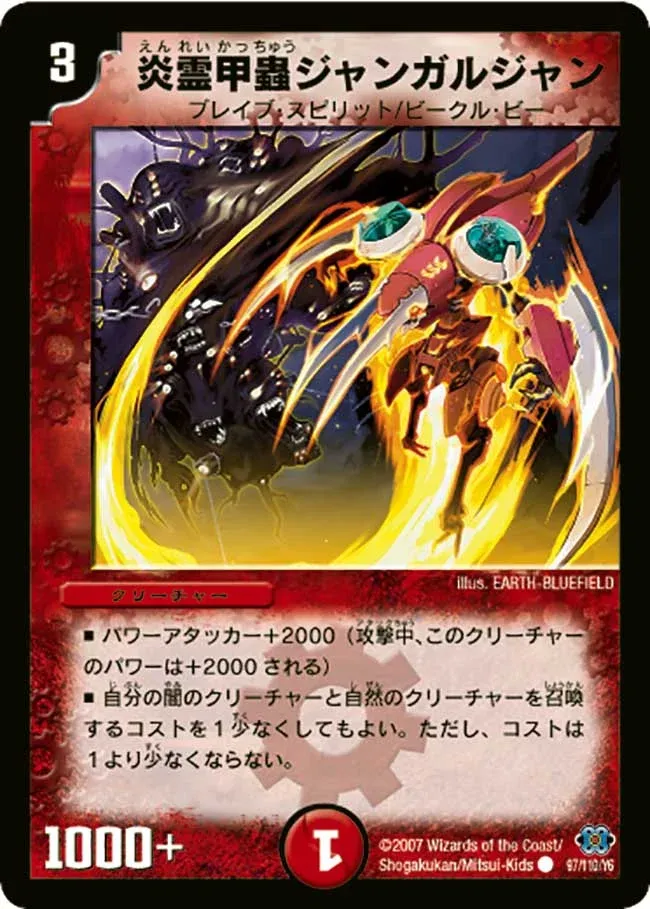 3
えんれいかっちゅう
炎霊甲蟲ジャンガルジャン
ブレイブ・スピリット/ビークル・ビー
illus. EARTH-BLUEFIELD
クリーチャー
■ パワーアタッカー+2000(攻撃中、このクリーチャー
のパワーは+2000 される)
■ 自分の闇のクリーチャーと自然のクリーチャーを召喚
するコストを1少なくしてもよい。ただし、コストは
1より少なくならない。
1000+
1
©2007 Wizards of the Coast/
Shogakukan/Mitsui-Kids ● 97/110/Y6